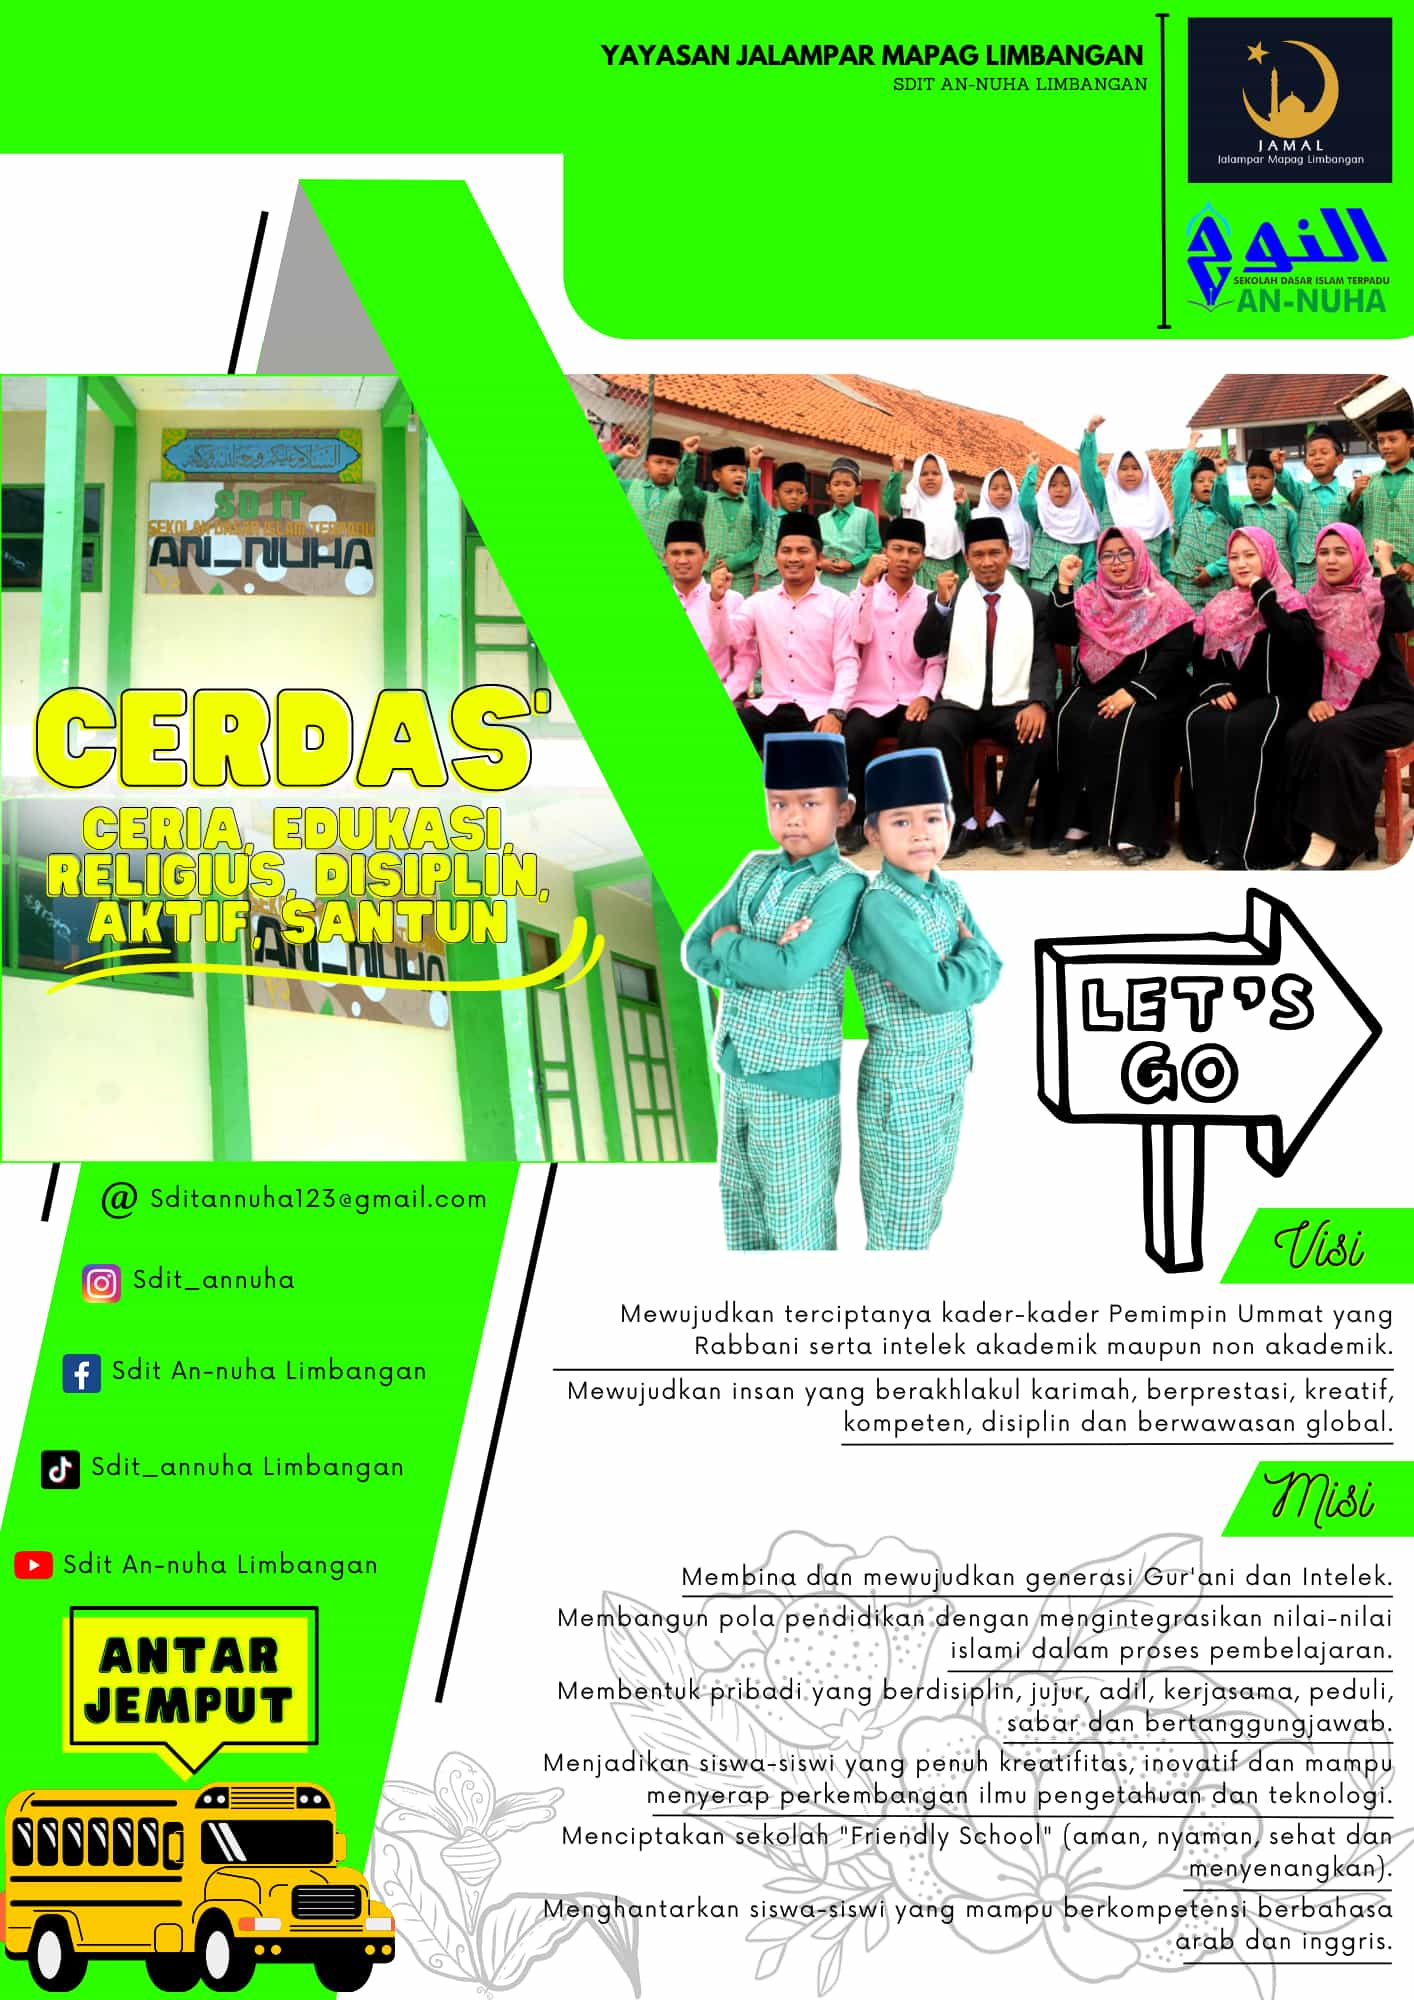 YAYASAN JALAMPAR MAPAG LIMBANGAN
SDIT AN-NUHA LIMBANGAN
JAMAL
Jalampar Mapag Limbangan
SEKOLAH DASAR ISLAM TERPADU
AN-NUHA
SD IT
SEKOLAH DASAR ISLAM TERPADU
AN_NUHA
CERDAS'
CERIA, EDUKASI,
RELIGIUS, DISIPLIN,
AKTIF, SANTUN
AN_NUHA
LET'S
GO
@ Sditannuha123@gmail.com
Sdit_annuha
Sdit An-nuha Limbangan
Sdit_annuha Limbangan
Sdit An-nuha Limbangan
ANTAR
JEMPUT
Visi
Mewujudkan terciptanya kader-kader Pemimpin Ummat yang
Rabbani serta intelek akademik maupun non akademik.
Mewujudkan insan yang berakhlakul karimah, berprestasi, kreatif,
kompeten, disiplin dan berwawasan global.
Misi
Membina dan mewujudkan generasi Gur'ani dan Intelek.
Membangun pola pendidikan dengan mengintegrasikan nilai-nilai
islami dalam proses pembelajaran.
Membentuk pribadi yang berdisiplin, jujur, adil, kerjasama, peduli,
sabar dan bertanggungjawab.
Menjadikan siswa-siswi yang penuh kreatifitas, inovatif dan mampu
menyerap perkembangan ilmu pengetahuan dan teknologi.
Menciptakan sekolah "Friendly School" (aman, nyaman, sehat dan
menyenangkan).
Menghantarkan siswa-siswi yang mampu berkompetensi berbahasa
arab dan inggris.